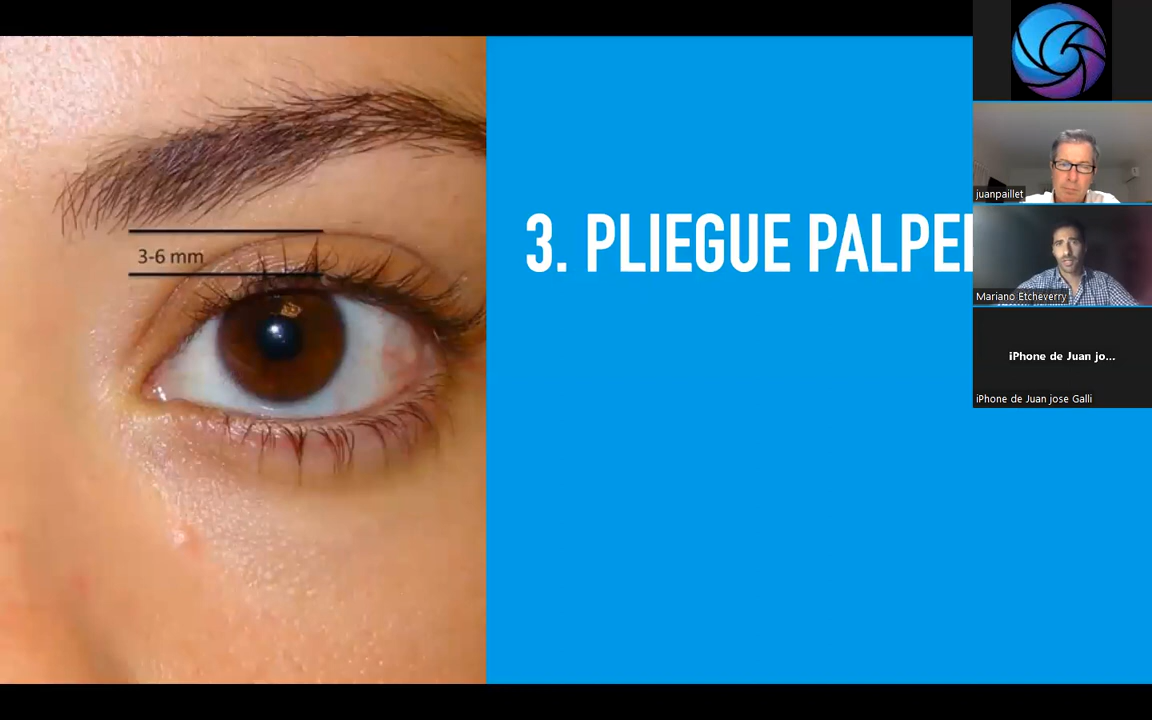 3. PLIEGUE PALPE
3-6 mm
juanpaillet
Mariano Etcheverry
iPhone de Juan jo...
iPhone de Juan jose Galli